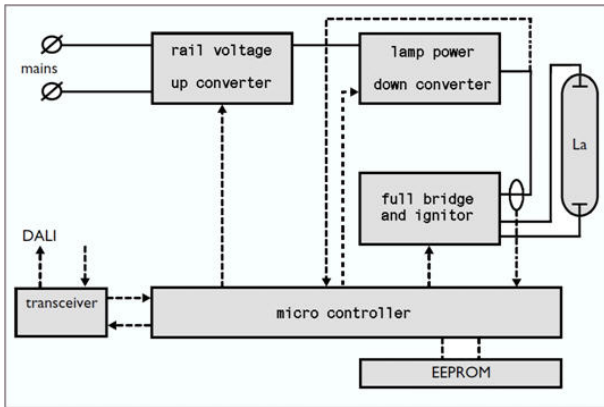 mains
rail voltage
up converter
lamp power
down converter
La
full bridge
and ignitor
DALI
transceiver
micro controller
EEPROM